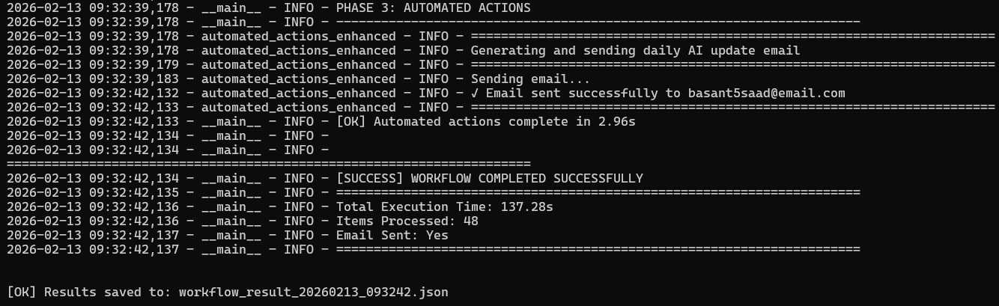 2026-02-13 09:32:39,178 - __main__ - INFO - PHASE 3: AUTOMATED ACTIONS
2026-02-13 09:32:39,178 - __main__ - INFO - ----------------------------------------------------------------------
2026-02-13 09:32:39,178 - automated_actions_enhanced - INFO - ======================================================================
2026-02-13 09:32:39,178 - automated_actions_enhanced - INFO - Generating and sending daily AI update email
2026-02-13 09:32:39,179 - automated_actions_enhanced - INFO - ======================================================================
2026-02-13 09:32:39,183 - automated_actions_enhanced - INFO - Sending email...
2026-02-13 09:32:42,132 - automated_actions_enhanced - INFO - ✓ Email sent successfully to basant5saad@email.com
2026-02-13 09:32:42,133 - automated_actions_enhanced - INFO - ======================================================================
2026-02-13 09:32:42,133 - __main__ - INFO - [OK] Automated actions complete in 2.96s
2026-02-13 09:32:42,134 - __main__ - INFO -
2026-02-13 09:32:42,134 - __main__ - INFO -
======================================================================
2026-02-13 09:32:42,134 - __main__ - INFO - [SUCCESS] WORKFLOW COMPLETED SUCCESSFULLY
2026-02-13 09:32:42,135 - __main__ - INFO - ======================================================================
2026-02-13 09:32:42,136 - __main__ - INFO - Total Execution Time: 137.28s
2026-02-13 09:32:42,136 - __main__ - INFO - Items Processed: 48
2026-02-13 09:32:42,137 - __main__ - INFO - Email Sent: Yes
2026-02-13 09:32:42,137 - __main__ - INFO - ======================================================================
[OK] Results saved to: workflow_result_20260213_093242.json